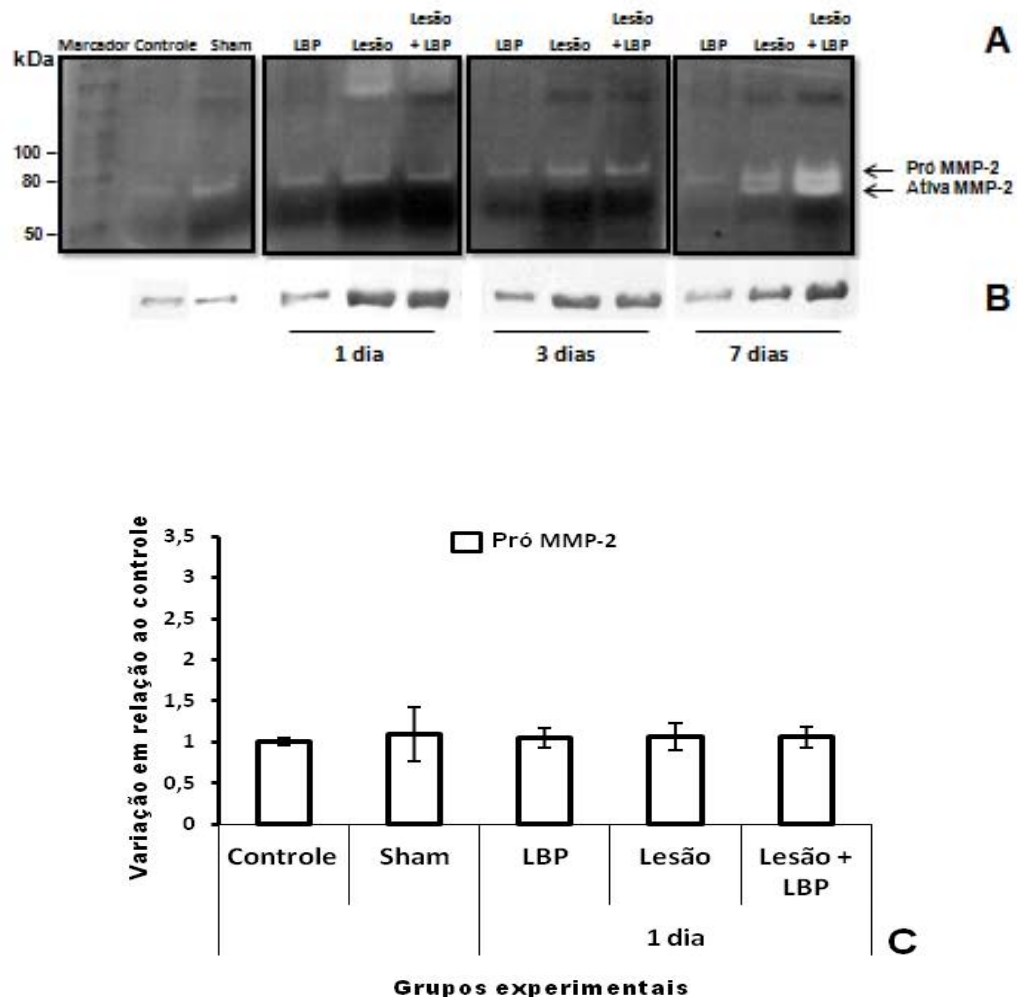 Lesão Lesão Lesão
Marcador Controle Sham LBP Lesão + LBP LBP Lesão + LBP LBP Lesão + LBP
A
kDa
100
80
50
Pró MMP-2
Ativa MMP-2
B
1 dia 3 dias 7 dias
Variação em relação ao controle
Pró MMP-2
3,5
3
2,5
2
1,5
1
0,5
0
Controle Sham LBP Lesão Lesão +
LBP
1 dia
C
Grupos experimentais